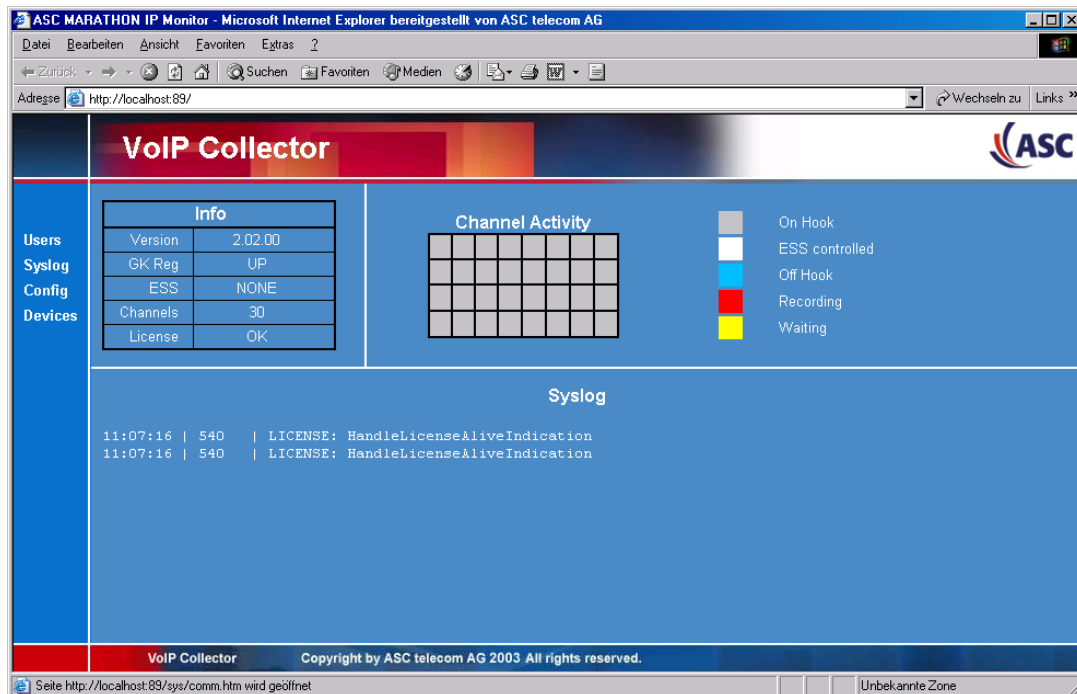 ASC MARATHON IP Monitor - Microsoft Internet Explorer bereitgestellt von ASC telecom AG
Datei Bearbeiten Ansicht Favoriten Extras ?
Zurück Suchen Favoriten Medien
Adresse http://localhost:89/ Wechseln zu Links »
VoIP Collector
ASC
Users
Syslog
Config
Devices
Info
Version 2.02.00
GK Reg UP
ESS NONE
Channels 30
License OK
Channel Activity
On Hook
ESS controlled
Off Hook
Recording
Waiting
Syslog
11:07:16 | 540 | LICENSE: HandleLicenseAliveIndication
11:07:16 | 540 | LICENSE: HandleLicenseAliveIndication
VoIP Collector Copyright by ASC telecom AG 2003 All rights reserved.
Seite http://localhost:89/sys/comm.htm wird geöffnet Unbekannte Zone